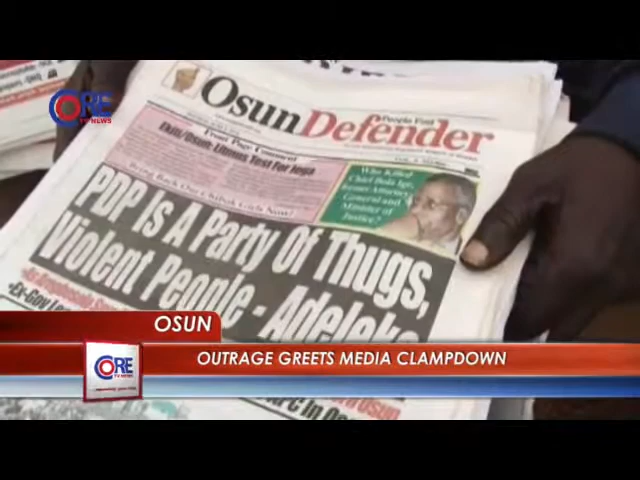 CORE
TV NEWS
Osun Defender
People First
Front Page Comment
Ekiti/Osun: Litmus Test For Jega
Bring Back Our Chibok Girls Now!
Who Killed
Chief Bola Ige,
former Attorney
General and
Minister of
Justice?
PDP Is A Party Of Thugs,
Violent People - Adeleke
OSUN
CORE
TV NEWS
OUTRAGE GREETS MEDIA CLAMPDOWN